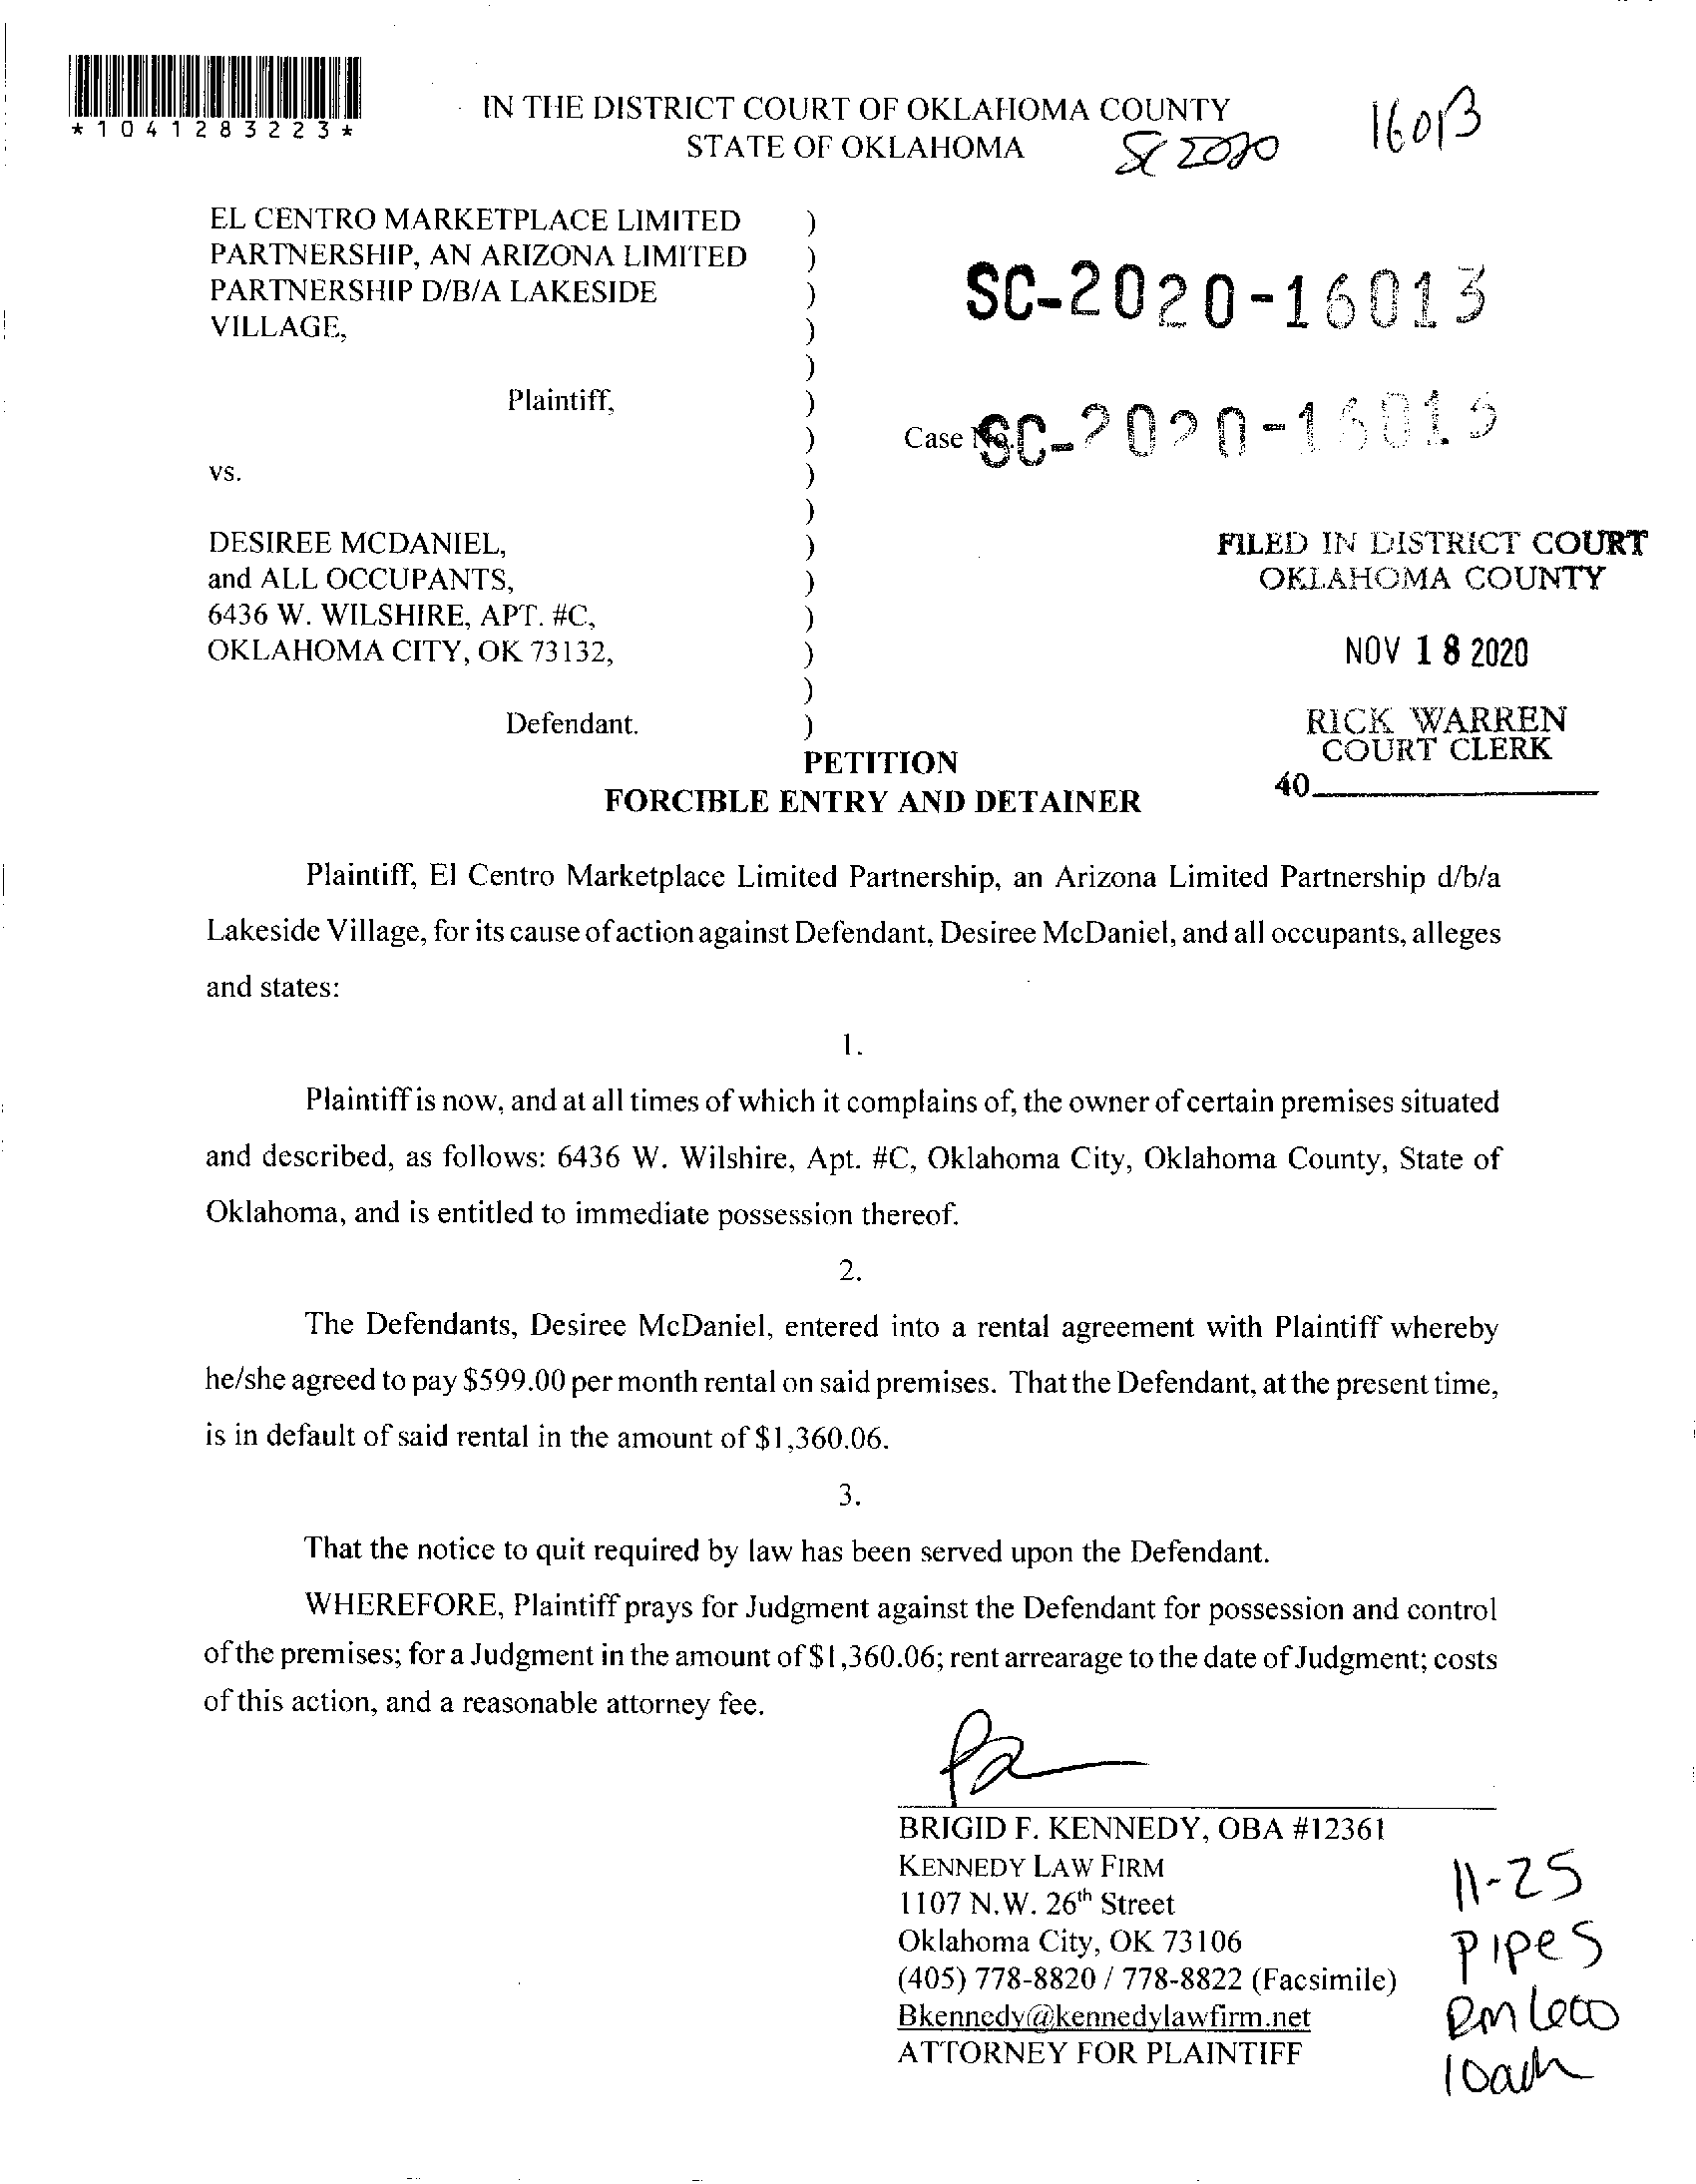 *1041283223*
IN THE DISTRICT COURT OF OKLAHOMA COUNTY
STATE OF OKLAHOMA
SC 2020
16013
EL CENTRO MARKETPLACE LIMITED )
PARTNERSHIP, AN ARIZONA LIMITED )
PARTNERSHIP D/B/A LAKESIDE )
VILLAGE, )
)
Plaintiff, )
)
vs. )
)
DESIREE MCDANIEL, )
and ALL OCCUPANTS, )
6436 W. WILSHIRE, APT. #C, )
OKLAHOMA CITY, OK 73132, )
)
Defendant. )
SC-2020-16013
Case No. SC-2020-16013
FILED IN DISTRICT COURT
OKLAHOMA COUNTY
NOV 18 2020
RICK WARREN
COURT CLERK
40
PETITION
FORCIBLE ENTRY AND DETAINER
Plaintiff, El Centro Marketplace Limited Partnership, an Arizona Limited Partnership d/b/a
Lakeside Village, for its cause of action against Defendant, Desiree McDaniel, and all occupants, alleges
and states:
1.
Plaintiff is now, and at all times of which it complains of, the owner of certain premises situated
and described, as follows: 6436 W. Wilshire, Apt. #C, Oklahoma City, Oklahoma County, State of
Oklahoma, and is entitled to immediate possession thereof.
2.
The Defendants, Desiree McDaniel, entered into a rental agreement with Plaintiff whereby
he/she agreed to pay $599.00 per month rental on said premises. That the Defendant, at the present time,
is in default of said rental in the amount of $1,360.06.
3.
That the notice to quit required by law has been served upon the Defendant.
WHEREFORE, Plaintiff prays for Judgment against the Defendant for possession and control
of the premises; for a Judgment in the amount of $1,360.06; rent arrearage to the date of Judgment; costs
of this action, and a reasonable attorney fee.
BRIGID F. KENNEDY, OBA #12361
KENNEDY LAW FIRM
1107 N.W. 26th Street
Oklahoma City, OK 73106
(405) 778-8820 / 778-8822 (Facsimile)
Bkennedy@kennedylawfirm.net
ATTORNEY FOR PLAINTIFF
11-25
PIPES